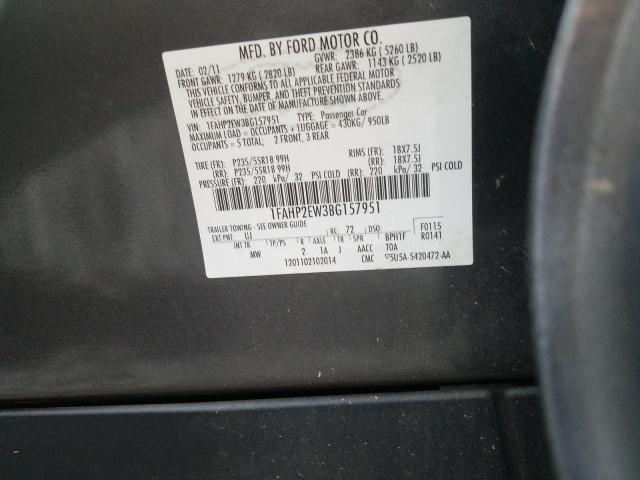 MFD. BY FORD MOTOR CO.
DATE: 02/11 GVWR: 2386 KG ( 5260 LB)
FRONT GAWR: 1279 KG ( 2820 LB) REAR GAWR: 1143 KG ( 2520 LB)
THIS VEHICLE CONFORMS TO ALL APPLICABLE FEDERAL MOTOR
VEHICLE SAFETY, BUMPER, AND THEFT PREVENTION STANDARDS
IN EFFECT ON THE DATE OF MANUFACTURE SHOWN ABOVE.
VIN: 1FAHP2EW3BG157951 TYPE: Passenger Car
MAXIMUM LOAD = OCCUPANTS + LUGGAGE = 430KG/ 950LB
OCCUPANTS = 5 TOTAL: 2 FRONT, 3 REAR
TIRE (FR): P235/55R18 99H RIMS (FR): 18X7.5J
(RR): P235/55R18 99H (RR): 18X7.5J
PRESSURE (FR): 220 kPa/ 32 PSI COLD (RR): 220 kPa/ 32 PSI COLD
1FAHP2EW3BG157951
TRAILER TOWING - SEE OWNER GUIDE
EXT PNT: UJ RC: 72 DSO: F0115
INT TR TP/PS R AXLE TR SPR BPHTF R0141
MW 2 1A J AACC TOA
1201102102014 CMC ▽5U5A-5420472-AA